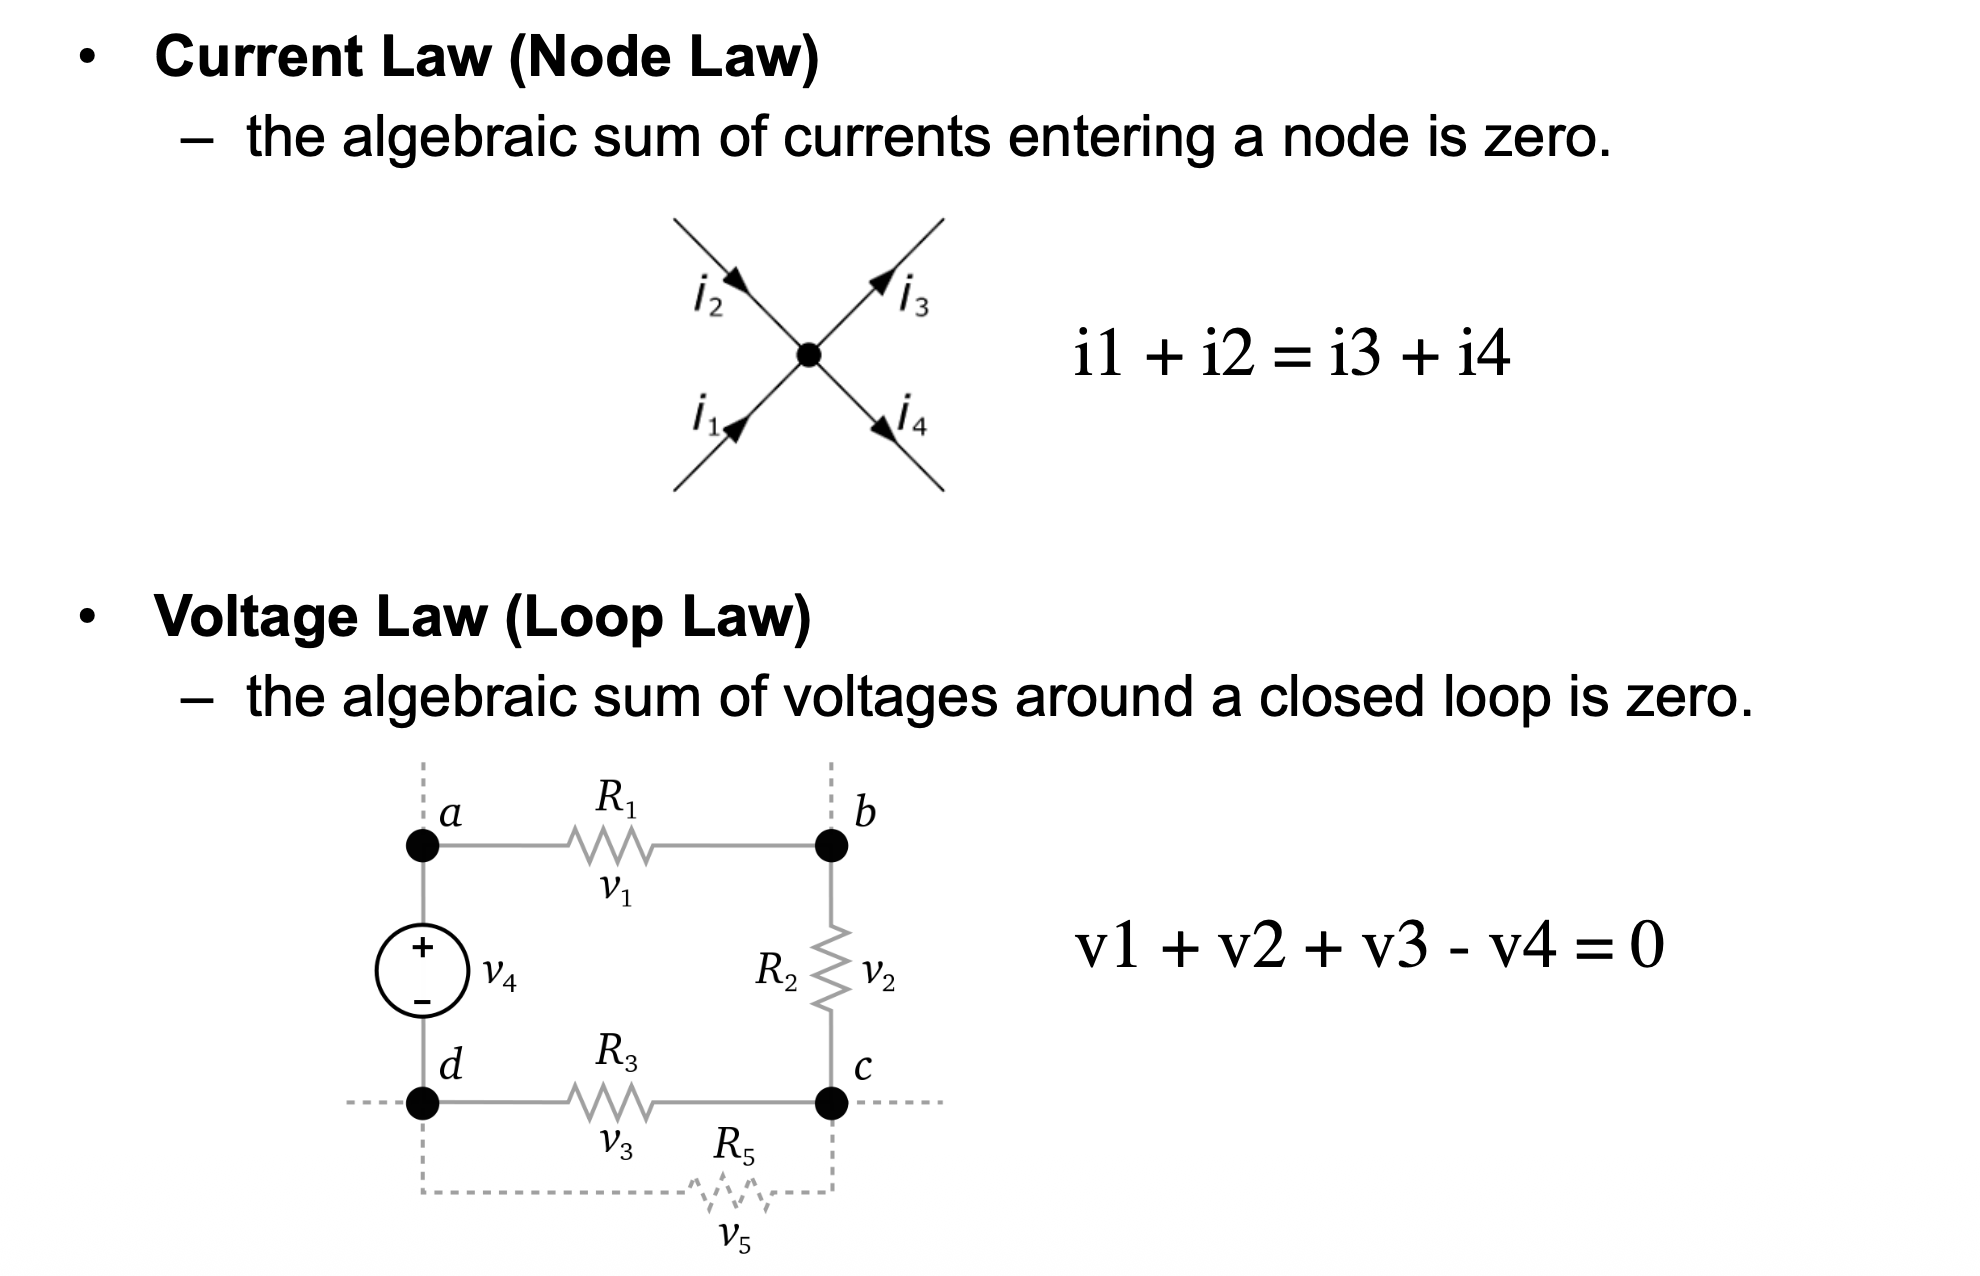 • Current Law (Node Law)
– the algebraic sum of currents entering a node is zero.
i₂
i₃
i1 + i2 = i3 + i4
i₁
i₄
• Voltage Law (Loop Law)
– the algebraic sum of voltages around a closed loop is zero.
a
R₁
b
v₁
+
–
v₄
R₂
v₂
v1 + v2 + v3 - v4 = 0
d
R₃
c
v₃
R₅
v₅